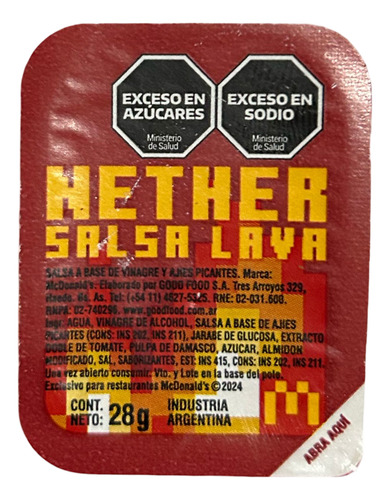 EXCESO EN
AZÚCARES
Ministerio
de Salud
EXCESO EN
SODIO
Ministerio
de Salud
NETHER
SALSA LAVA
SALSA A BASE DE VINAGRE Y AJIES PICANTES. Marca:
McDonald's. Elaborado por GOOD FOOD S.A. Tres Arroyos 329,
Haedo. Bs. As. Tel: (+54 11) 4627-5325. RNE: 02-031.600.
RNPA: 02-740296. www.goodfood.com.ar
Ingr: AGUA, VINAGRE DE ALCOHOL, SALSA A BASE DE AJIES
PICANTES (CONS: INS 202, INS 211), JARABE DE GLUCOSA, EXTRACTO
DOBLE DE TOMATE, PULPA DE DAMASCO, AZUCAR, ALMIDON
MODIFICADO, SAL, SABORIZANTES, EST: INS 415, CONS: INS 202, INS 211.
Una vez abierto consumir. Vto. y Lote en la base del pote.
Exclusivo para restaurantes McDonald's ©2024
CONT.
NETO: 28g
INDUSTRIA
ARGENTINA
M
ABRA AQUÍ